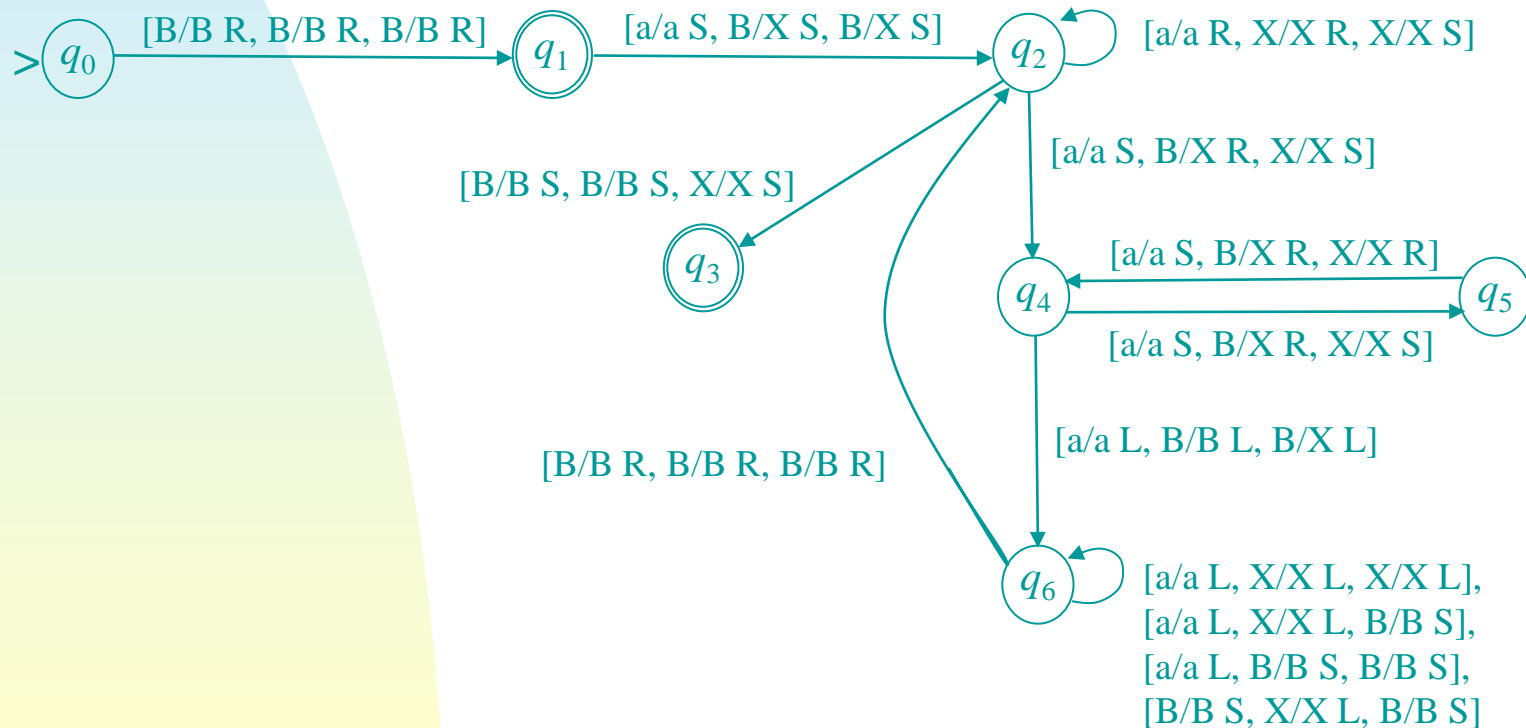 [B/B R, B/B R, B/B R]
[a/a S, B/X S, B/X S]
[a/a R, X/X R, X/X S]
>q0
q1
q2
[a/a S, B/X R, X/X S]
[B/B S, B/B S, X/X S]
[a/a S, B/X R, X/X R]
q3
q4
q5
[a/a S, B/X R, X/X S]
[a/a L, B/B L, B/X L]
[B/B R, B/B R, B/B R]
q6
[a/a L, X/X L, X/X L],
[a/a L, X/X L, B/B S],
[a/a L, B/B S, B/B S],
[B/B S, X/X L, B/B S]